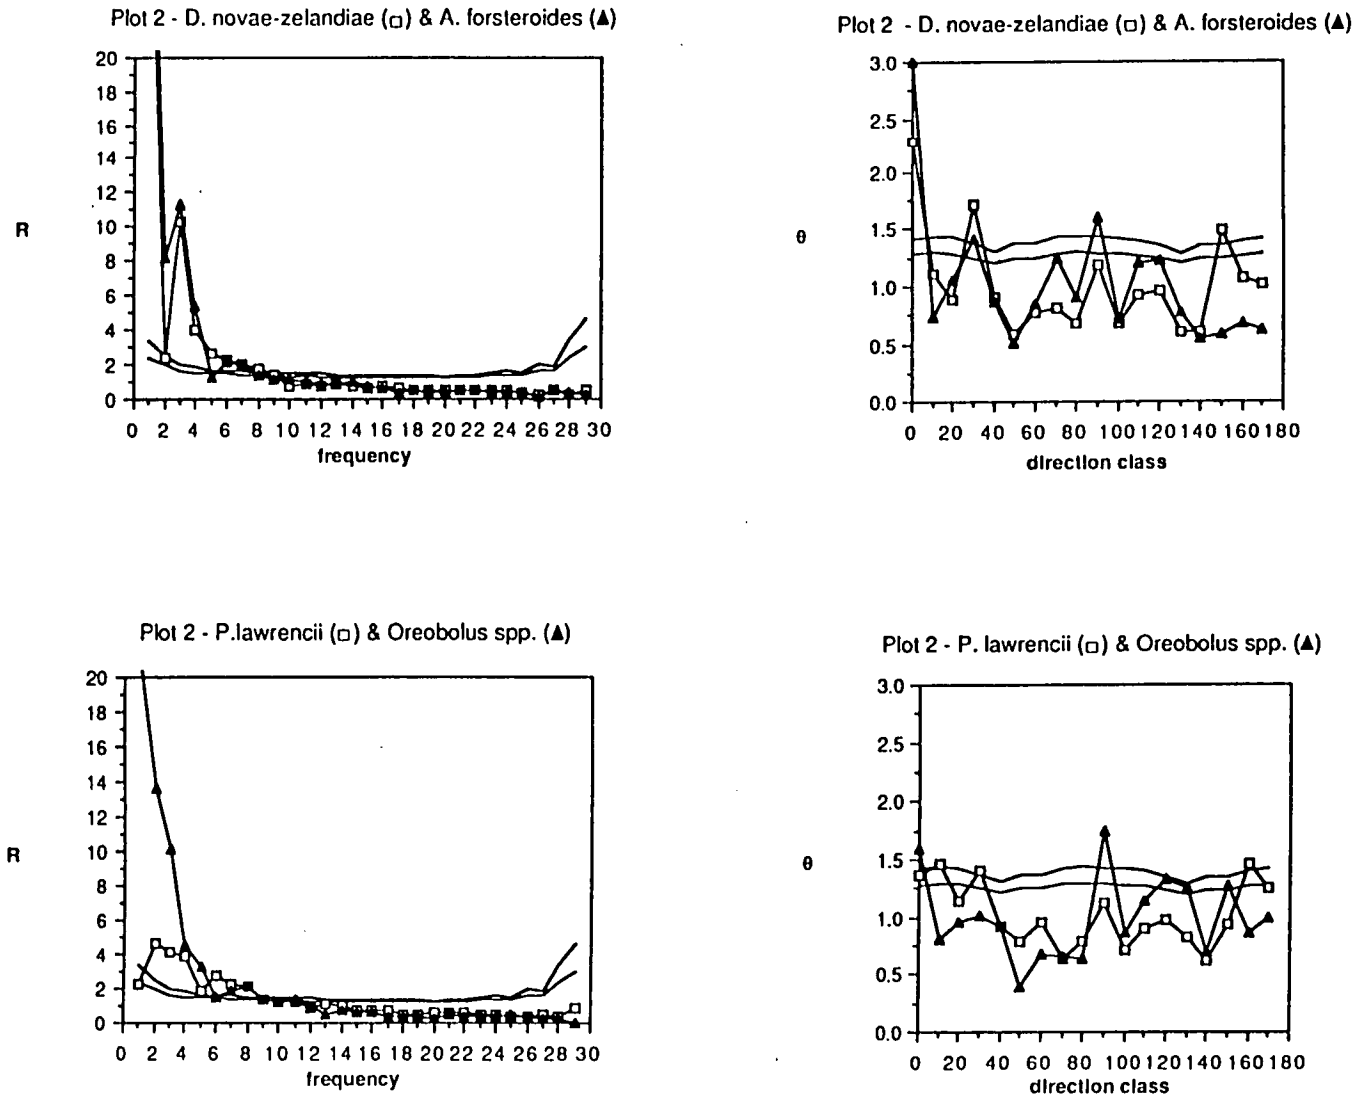 Plot 2 - D. novae-zelandiae (□) & A. forsteroides (▲)
20
18
16
14
12
10
8
6
4
2
0
R
0 2 4 6 8 10 12 14 16 18 20 22 24 26 28 30
frequency
Plot 2 - D. novae-zelandiae (□) & A. forsteroides (▲)
3.0
2.5
2.0
1.5
1.0
0.5
0.0
θ
0 20 40 60 80 100 120 140 160 180
direction class
Plot 2 - P.lawrencii (□) & Oreobolus spp. (▲)
20
18
16
14
12
10
8
6
4
2
0
R
0 2 4 6 8 10 12 14 16 18 20 22 24 26 28 30
frequency
Plot 2 - P. lawrencii (□) & Oreobolus spp. (▲)
3.0
2.5
2.0
1.5
1.0
0.5
0.0
θ
0 20 40 60 80 100 120 140 160 180
direction class